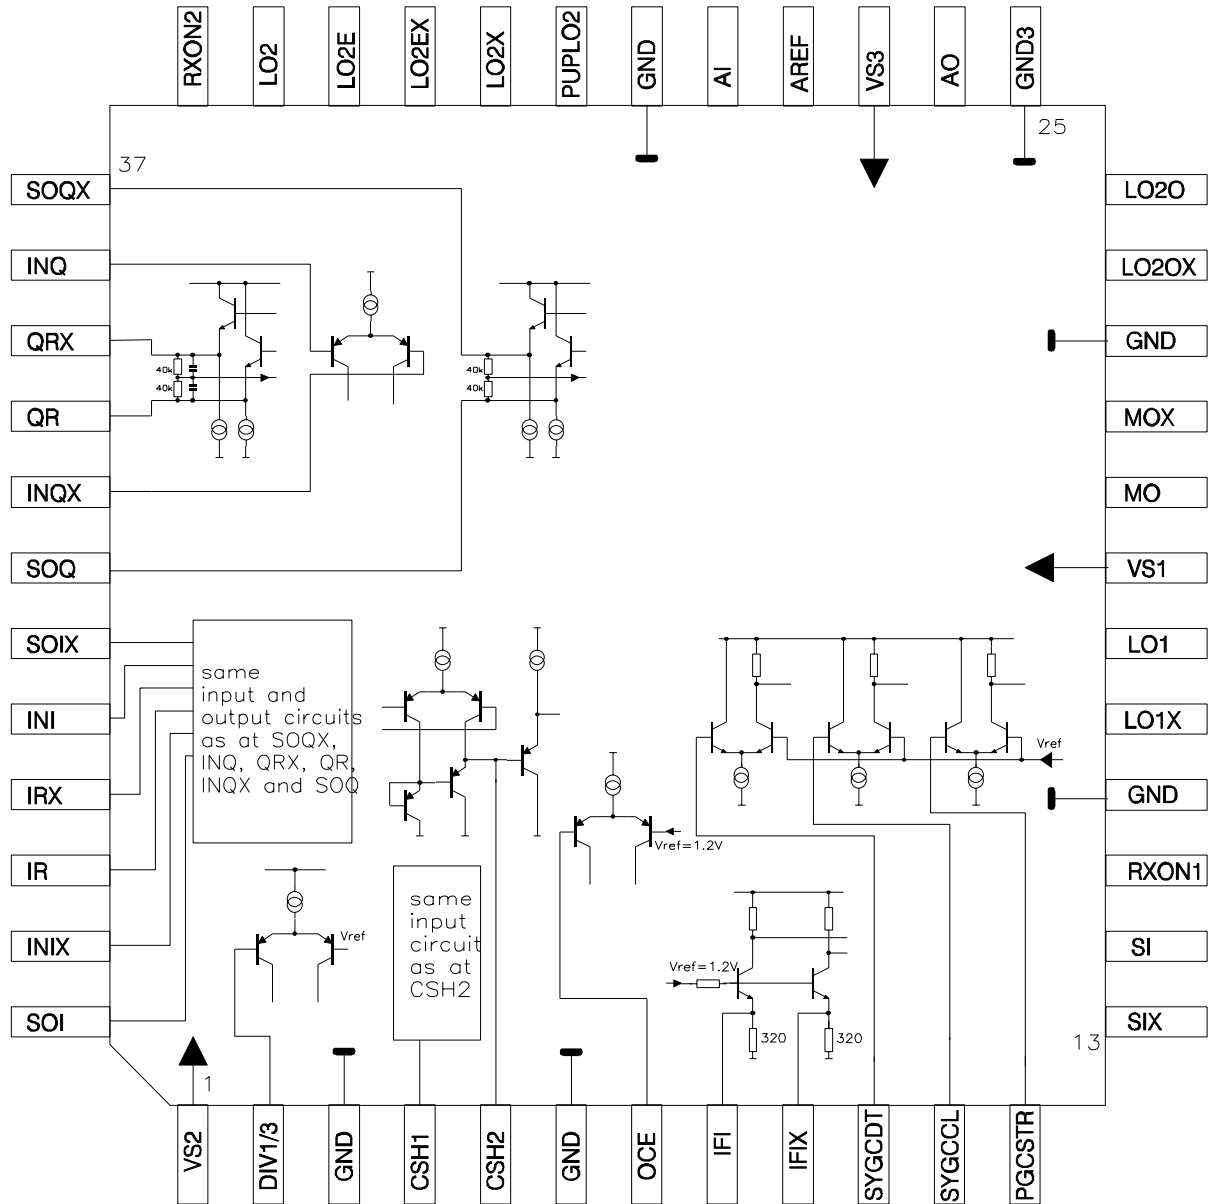 RXON2
LO2
LO2E
LO2EX
LO2X
PUPLO2
GND
AI
AREF
VS3
AO
GND3
37
25
SOQX
INQ
QRX
QR
INQX
SOQ
SOIX
INI
IRX
IR
INIX
SOI
40k
40k
40k
40k
same
input and
output circuits
as at SOQX,
INQ, QRX, QR,
INQX and SOQ
Vref
same
input
circuit
as at
CSH2
Vref=1.2V
Vref
Vref=1.2V
320
320
LO2O
LO2OX
GND
MOX
MO
VS1
LO1
LO1X
GND
RXON1
SI
SIX
13
1
VS2
DIV1/3
GND
CSH1
CSH2
GND
OCE
IFI
IFIX
SYGCDT
SYGCCL
PGCSTR